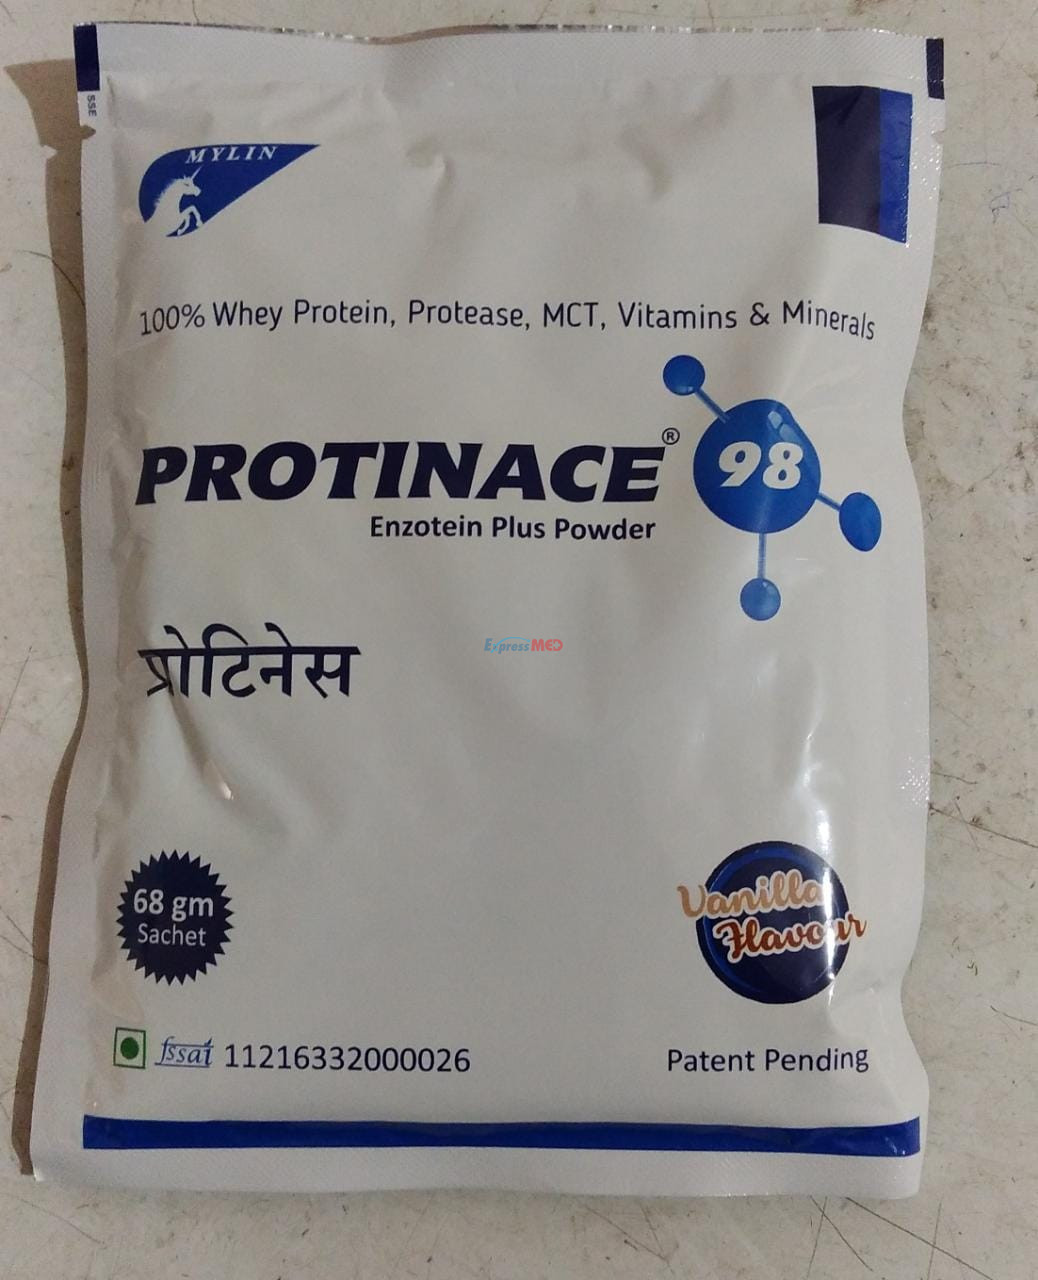 SSE
MYLIN
100% Whey Protein, Protease, MCT, Vitamins & Minerals
PROTINACE® 98
Enzotein Plus Powder
ExpressMED
प्रोटिनेस
68 gm
Sachet
Vanilla
Flavour
fssai 11216332000026
Patent Pending